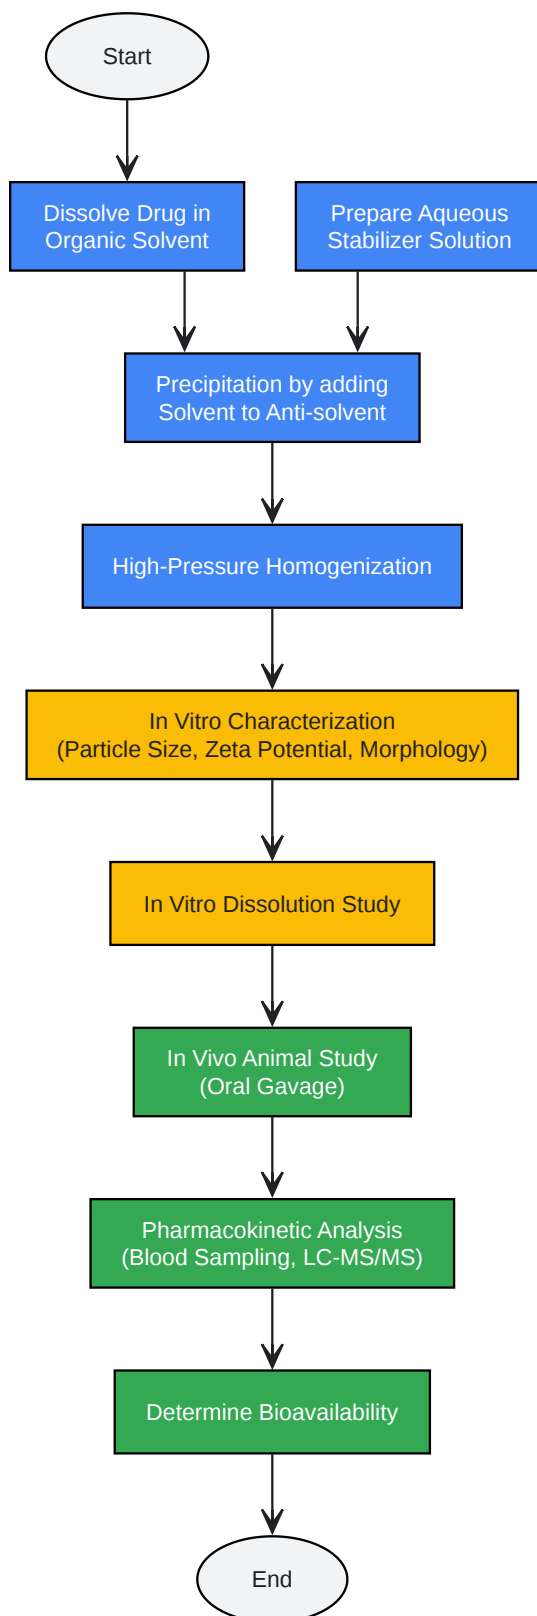 Start
Dissolve Drug in
Organic Solvent
Prepare Aqueous
Stabilizer Solution
Precipitation by adding
Solvent to Anti-solvent
High-Pressure Homogenization
In Vitro Characterization
(Particle Size, Zeta Potential, Morphology)
In Vitro Dissolution Study
In Vivo Animal Study
(Oral Gavage)
Pharmacokinetic Analysis
(Blood Sampling, LC-MS/MS)
Determine Bioavailability
End